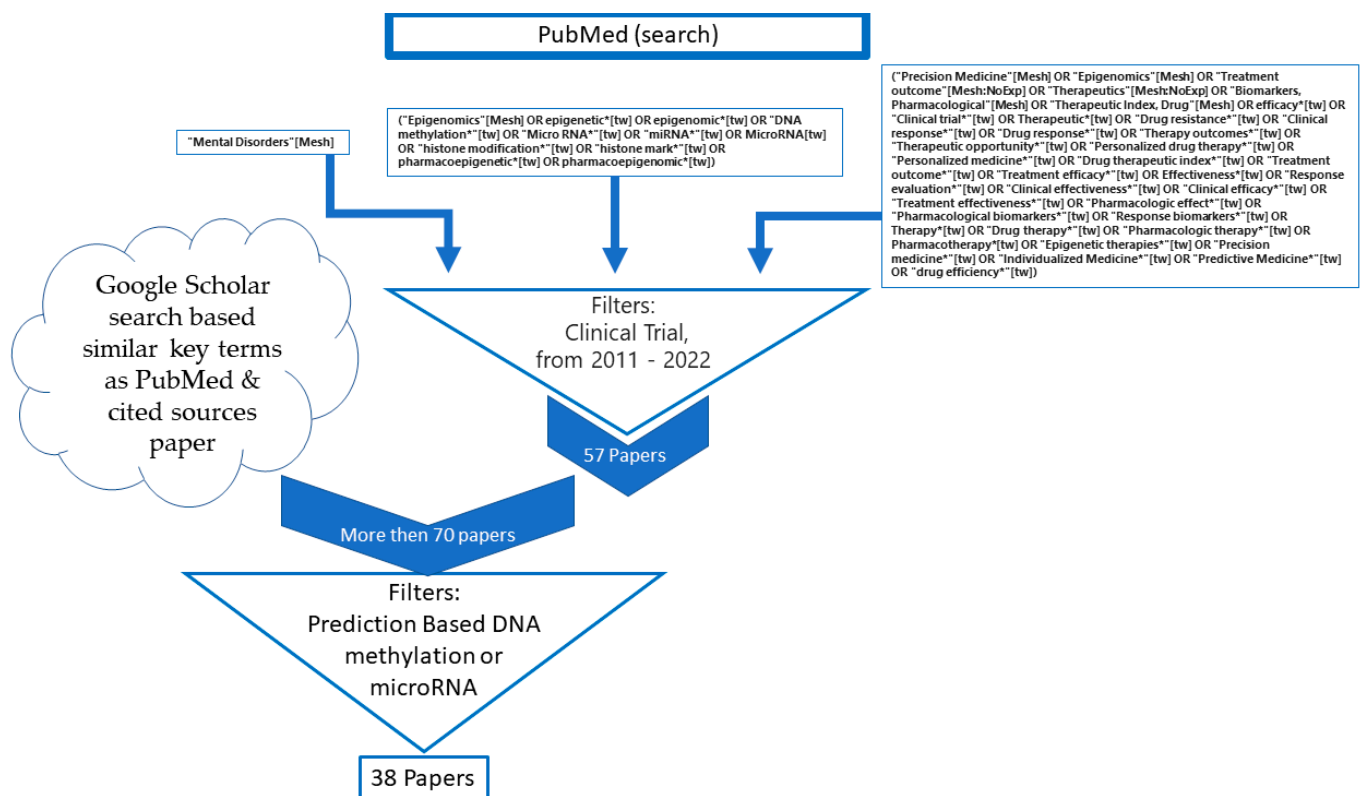 PubMed (search)
"Mental Disorders"[Mesh]
("Epigenomics"[Mesh] OR epigenetic*[tw] OR epigenomic*[tw] OR "DNA
methylation*"[tw] OR "Micro RNA*"[tw] OR "miRNA*"[tw] OR MicroRNA[tw]
OR "histone modification*"[tw] OR "histone mark*"[tw] OR
pharmacoepigenetic*[tw] OR pharmacoepigenomic*[tw])
("Precision Medicine"[Mesh] OR "Epigenomics"[Mesh] OR "Treatment
outcome"[Mesh:NoExp] OR "Therapeutics"[Mesh:NoExp] OR "Biomarkers,
Pharmacological"[Mesh] OR "Therapeutic Index, Drug"[Mesh] OR efficacy*[tw] OR
"Clinical trial*"[tw] OR Therapeutic*[tw] OR "Drug resistance*"[tw] OR "Clinical
response*"[tw] OR "Drug response*"[tw] OR "Therapy outcomes*"[tw] OR
"Therapeutic opportunity*"[tw] OR "Personalized drug therapy*"[tw] OR
"Personalized medicine*"[tw] OR "Drug therapeutic index*"[tw] OR "Treatment
outcome*"[tw] OR "Treatment efficacy*"[tw] OR Effectiveness*[tw] OR "Response
evaluation*"[tw] OR "Clinical effectiveness*"[tw] OR "Clinical efficacy*"[tw] OR
"Treatment effectiveness*"[tw] OR "Pharmacologic effect*"[tw] OR
"Pharmacological biomarkers*"[tw] OR "Response biomarkers*"[tw] OR
Therapy*[tw] OR "Drug therapy*"[tw] OR "Pharmacologic therapy*"[tw] OR
Pharmacotherapy*[tw] OR "Epigenetic therapies*"[tw] OR "Precision
medicine*"[tw] OR "Individualized Medicine*"[tw] OR "Predictive Medicine*"[tw]
OR "drug efficiency*"[tw])
Google Scholar
search based
similar key terms
as PubMed &
cited sources
paper
Filters:
Clinical Trial,
from 2011 - 2022
57 Papers
More then 70 papers
Filters:
Prediction Based DNA
methylation or
microRNA
38 Papers